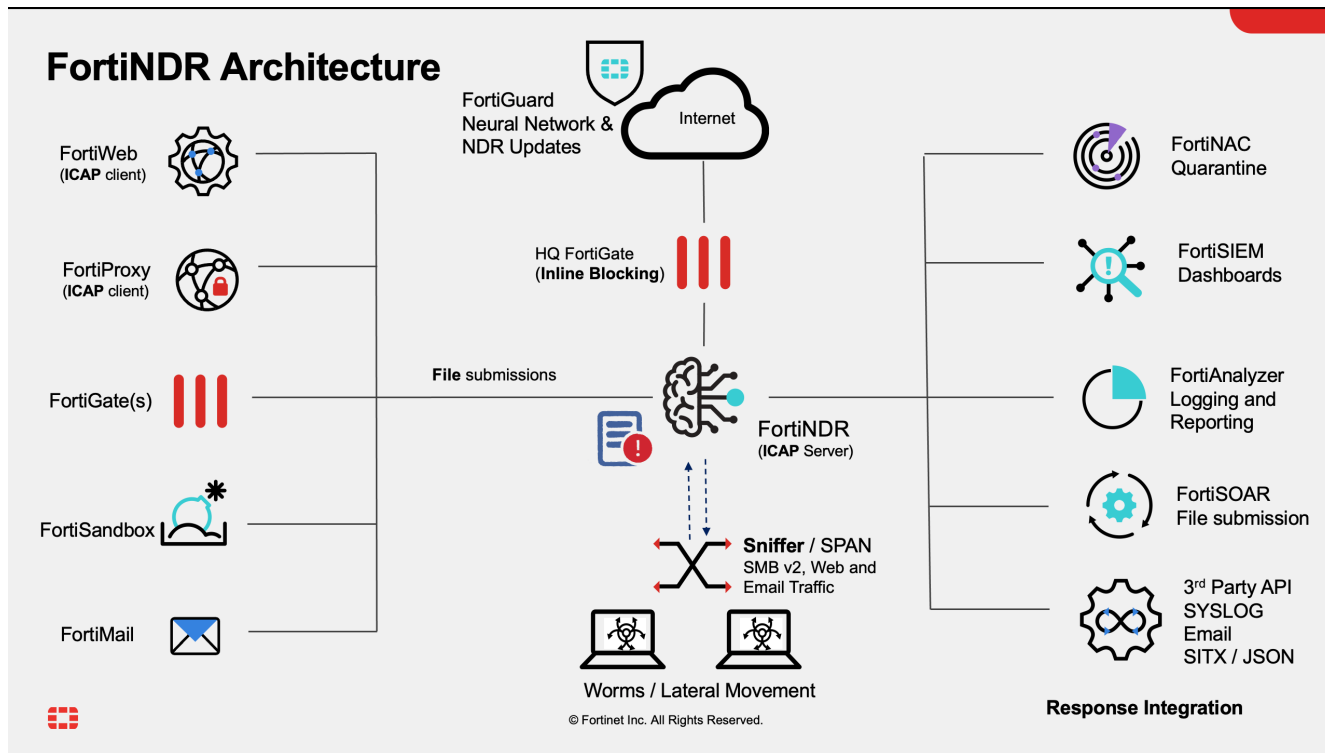 FortiNDR Architecture
FortiGuard
Neural Network &
NDR Updates
Internet
FortiWeb
(ICAP client)
FortiProxy
(ICAP client)
FortiGate(s)
FortiSandbox
FortiMail
File submissions
HQ FortiGate
(Inline Blocking)
FortiNDR
(ICAP Server)
Sniffer / SPAN
SMB v2, Web and
Email Traffic
Worms / Lateral Movement
© Fortinet Inc. All Rights Reserved.
FortiNAC
Quarantine
FortiSIEM
Dashboards
FortiAnalyzer
Logging and
Reporting
FortiSOAR
File submission
3rd Party API
SYSLOG
Email
SITX / JSON
Response Integration